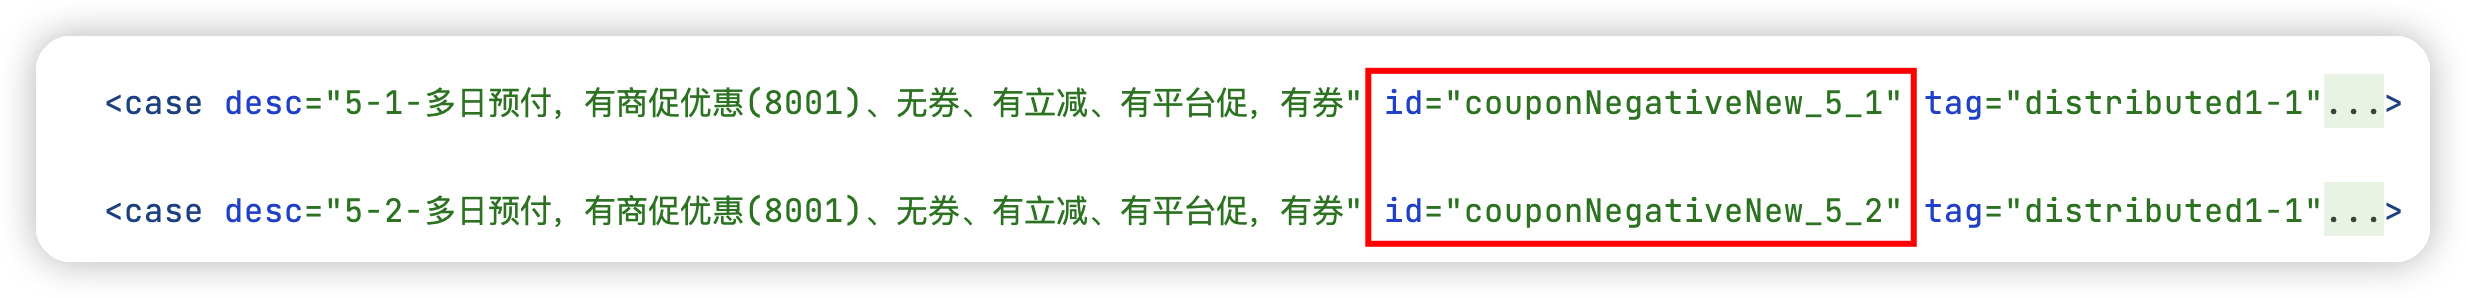 <case desc="5-1-多日预付，有商促优惠(8001)、无券、有立减、有平台促，有券" id="couponNegativeNew_5_1" tag="distributed1-1"...>
<case desc="5-2-多日预付，有商促优惠(8001)、无券、有立减、有平台促，有券" id="couponNegativeNew_5_2" tag="distributed1-1"...>